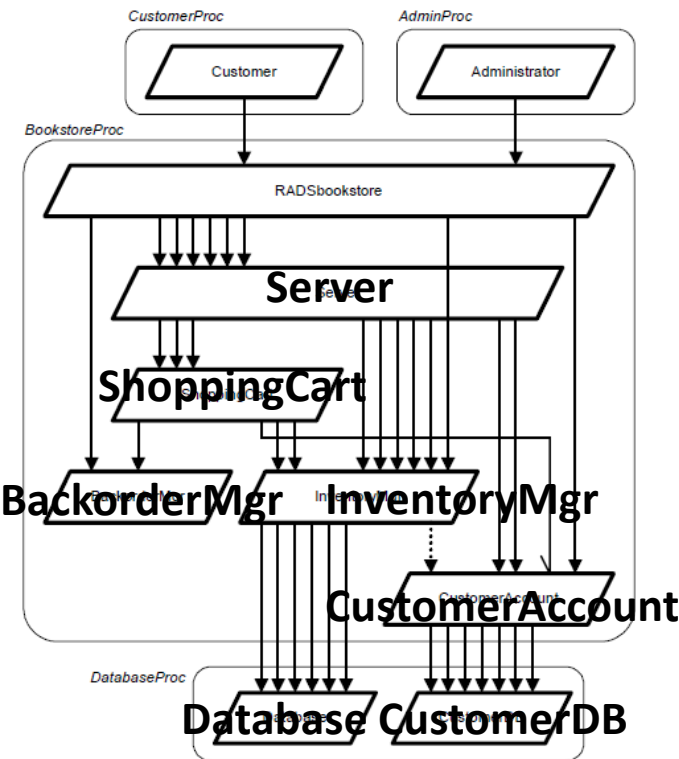 CustomerProc
AdminProc
Customer
Administrator
BookstoreProc
RADSbookstore
Server
ShoppingCart
BackorderMgr
InventoryMgr
CustomerAccount
DatabaseProc
Database
CustomerDB